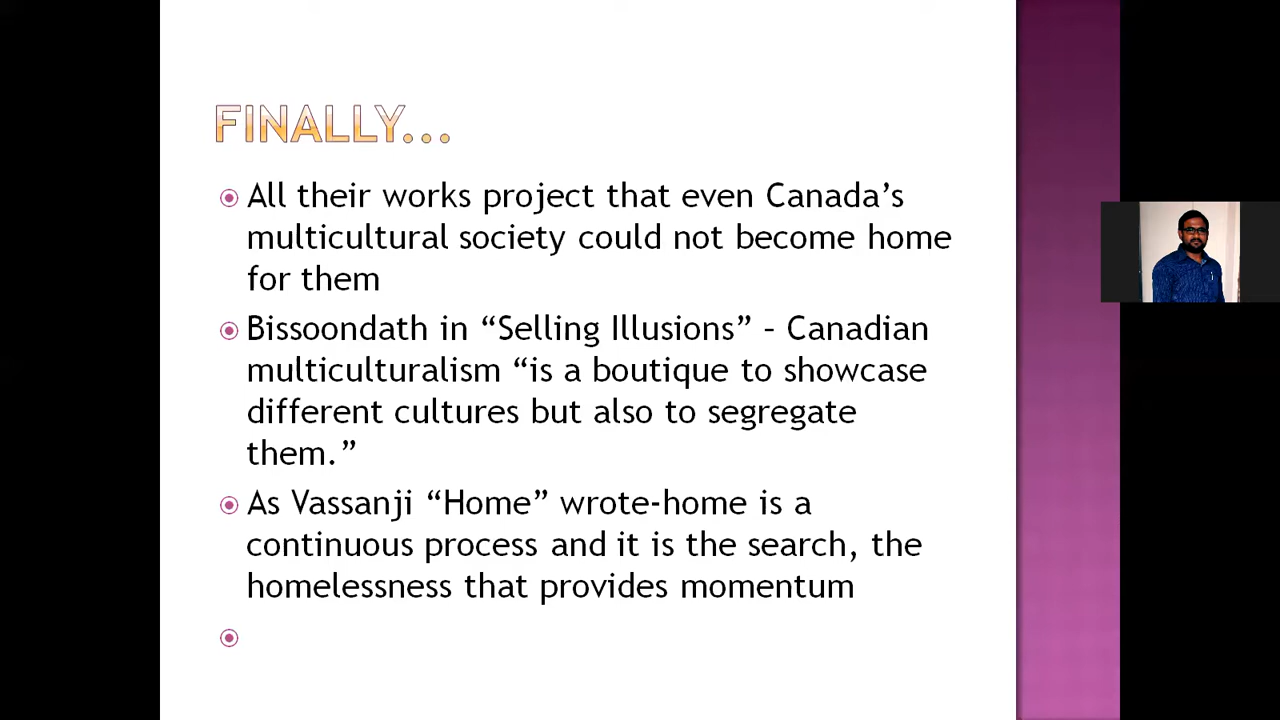 FINALLY...
All their works project that even Canada’s
multicultural society could not become home
for them
Bissoondath in “Selling Illusions” – Canadian
multiculturalism “is a boutique to showcase
different cultures but also to segregate
them.”
As Vassanji “Home” wrote-home is a
continuous process and it is the search, the
homelessness that provides momentum